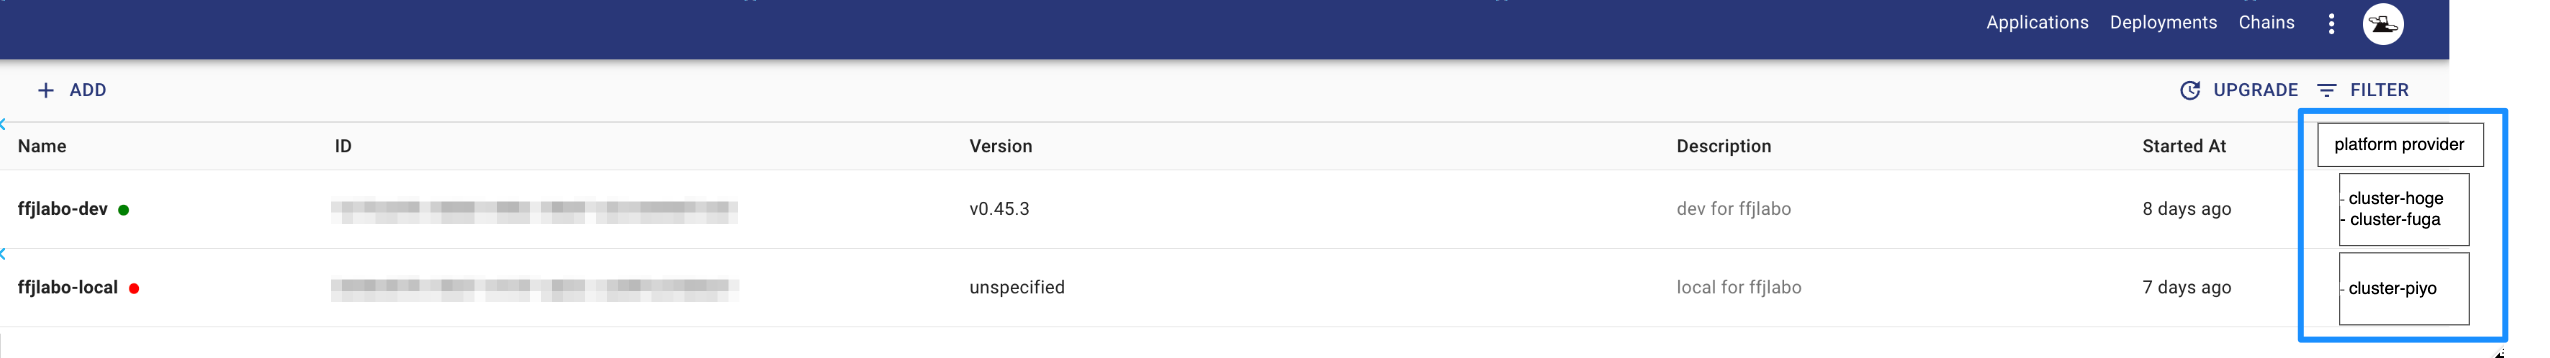 Applications Deployments Chains
+ ADD
UPGRADE FILTER
Name ID Version Description Started At platform provider
ffjlabo-dev v0.45.3 dev for ffjlabo 8 days ago
- cluster-hoge
- cluster-fuga
ffjlabo-local unspecified local for ffjlabo 7 days ago - cluster-piyo